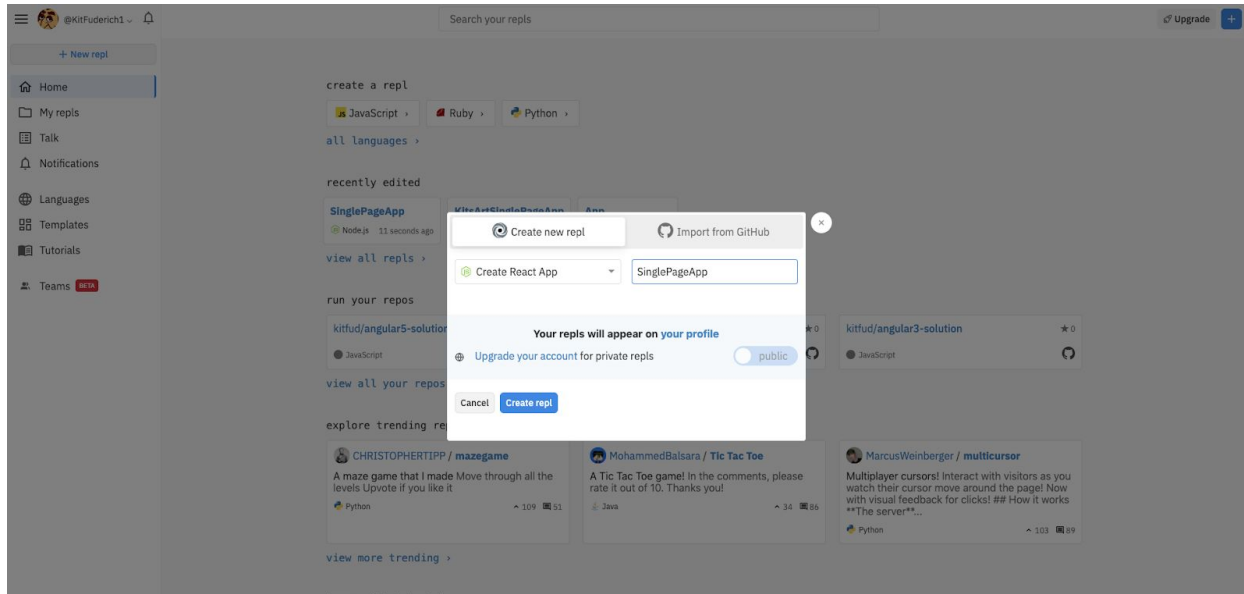 @KitFuderich1
Search your repls
Upgrade
+
+ New repl
Home
My repls
Talk
Notifications
Languages
Templates
Tutorials
Teams BETA
create a repl
JS JavaScript ›
Ruby ›
Python ›
all languages ›
recently edited
SinglePageApp
Node.js 11 seconds ago
KitsArtSinglePageApp
App
view all repls ›
Create new repl
Import from GitHub
×
Create React App
SinglePageApp
Your repls will appear on your profile
Upgrade your account for private repls
public
Cancel
Create repl
run your repos
kitfud/angular5-solution
JavaScript
0
kitfud/angular3-solution
0
JavaScript
view all your repos
explore trending re
CHRISTOPHERTIPP / mazegame
A maze game that I made Move through all the
levels Upvote if you like it
Python
109 51
MohammedBalsara / Tic Tac Toe
A Tic Tac Toe game! In the comments, please
rate it out of 10. Thanks you!
Java
34 86
MarcusWeinberger / multicursor
Multiplayer cursors! Interact with visitors as you
watch their cursor move around the page! Now
with visual feedback for clicks! ## How it works
**The server**...
Python
103 89
view more trending ›